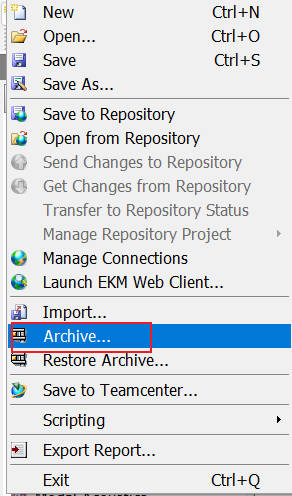 New Ctrl+N
Open... Ctrl+O
Save Ctrl+S
Save As...
Save to Repository
Open from Repository
Send Changes to Repository
Get Changes from Repository
Transfer to Repository Status
Manage Repository Project
Manage Connections
Launch EKM Web Client...
Import...
Archive...
Restore Archive...
Save to Teamcenter...
Scripting
Export Report...
Exit Ctrl+Q